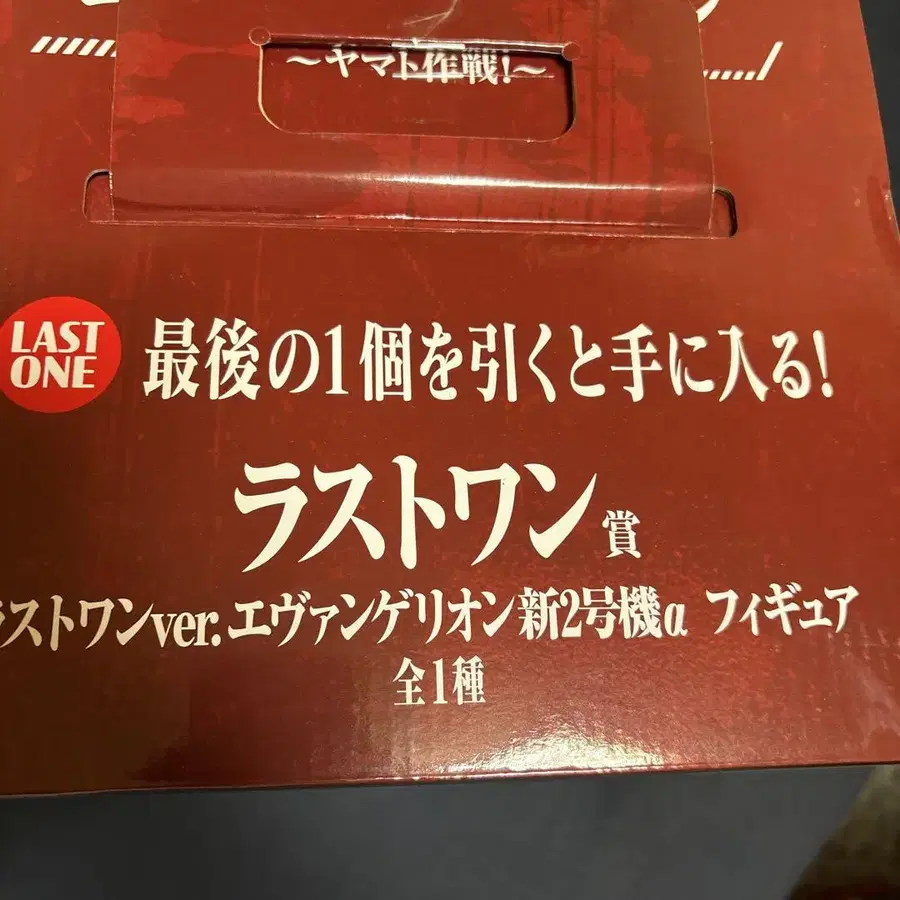 ～ヤマト作戦!～
LAST
ONE
最後の1個を引くと手に入る!
ラストワン賞
ラストワンver.エヴァンゲリオン新2号機α フィギュア
全1種